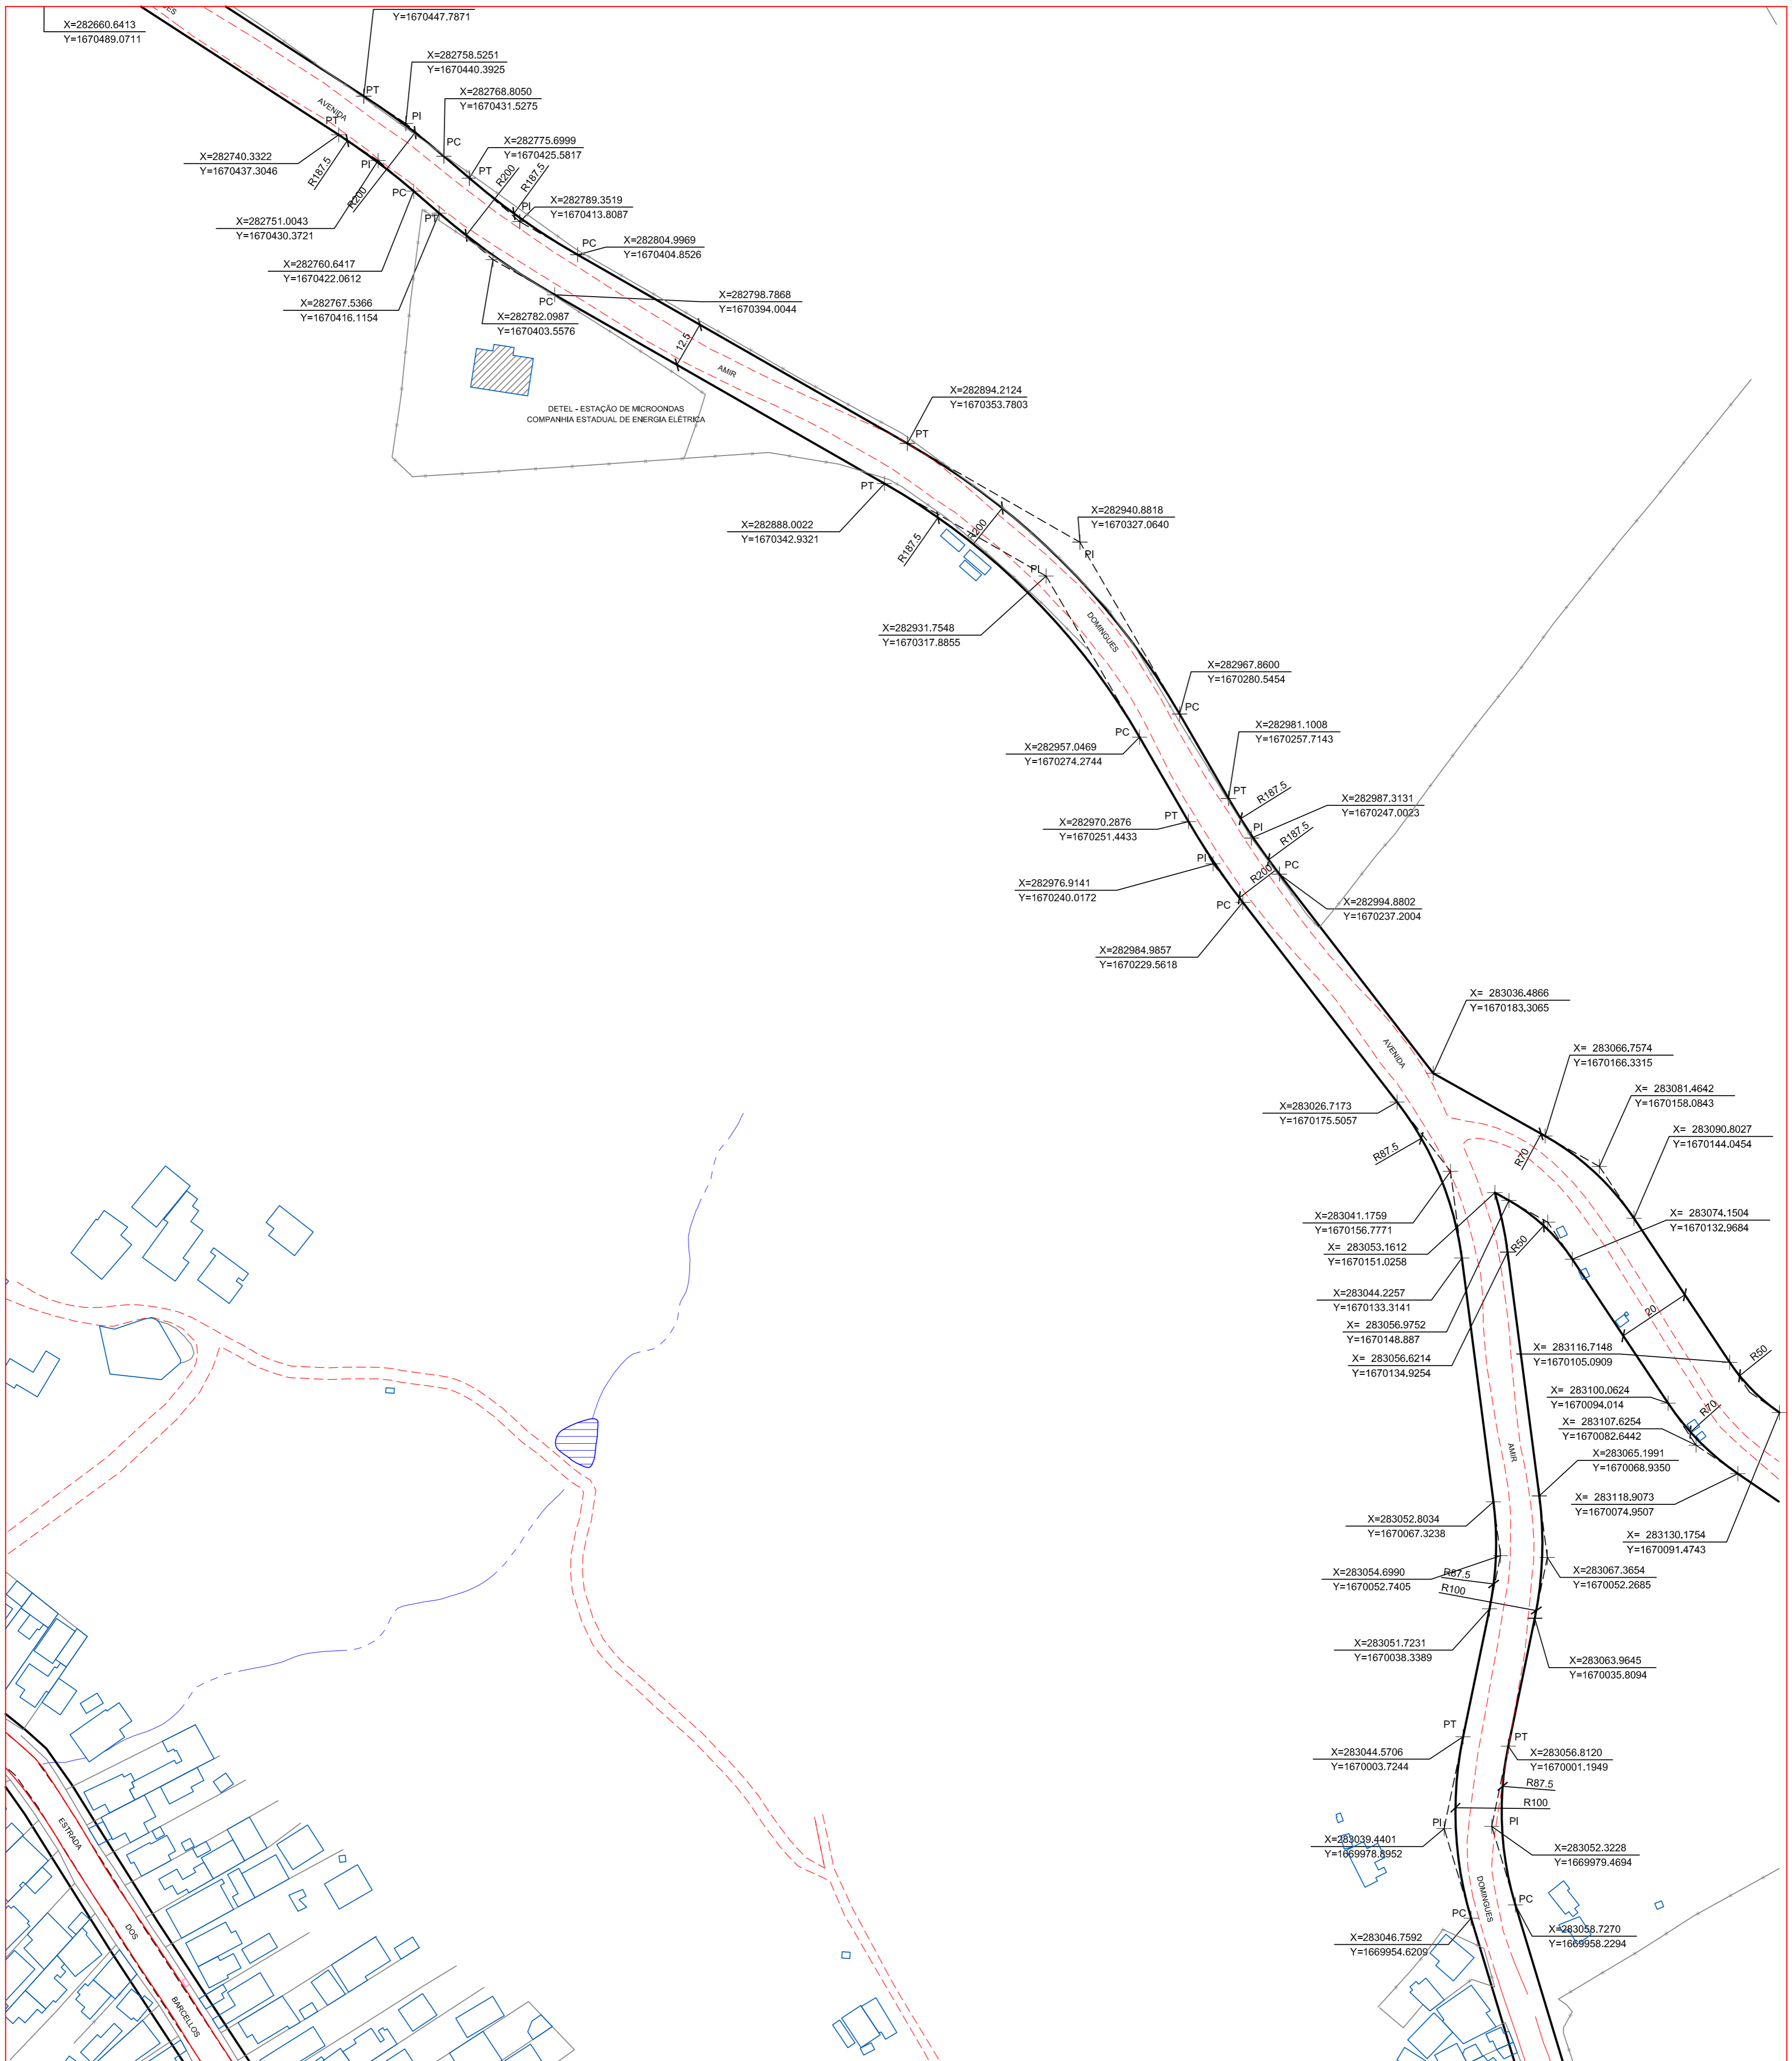 X=282660.6413
Y=1670489.0711
Y=1670447.7871
PT
X=282758.5251
Y=1670440.3925
PI
X=282768.8050
Y=1670431.5275
AVENIDA
PT
PC
X=282775.6999
Y=1670425.5817
X=282740.3322
Y=1670437.3046
R187.5
PI
PT
R200
R187.5
R200
PC
X=282789.3519
Y=1670413.8087
PI
X=282751.0043
Y=1670430.3721
PT
PC
X=282804.9969
Y=1670404.8526
X=282760.6417
Y=1670422.0612
X=282767.5366
Y=1670416.1154
PC
X=282798.7868
Y=1670394.0044
X=282782.0987
Y=1670403.5576
12.5
AMIR
DETEL - ESTAÇÃO DE MICROONDAS
COMPANHIA ESTADUAL DE ENERGIA ELÉTRICA
X=282894.2124
Y=1670353.7803
PT
PT
X=282888.0022
Y=1670342.9321
R187.5
R200
X=282940.8818
Y=1670327.0640
PI
PI
X=282931.7548
Y=1670317.8855
DOMINGUES
X=282967.8600
Y=1670280.5454
PC
PC
X=282957.0469
Y=1670274.2744
X=282981.1008
Y=1670257.7143
PT
R187.5
X=282970.2876
Y=1670251.4433
PT
X=282987.3131
Y=1670247.0023
PI
R187.5
PI
PC
R200
X=282976.9141
Y=1670240.0172
PC
X=282994.8802
Y=1670237.2004
X=282984.9857
Y=1670229.5618
X= 283036.4866
Y=1670183.3065
AVENIDA
X= 283066.7574
Y=1670166.3315
X= 283081.4642
Y=1670158.0843
X=283026.7173
Y=1670175.5057
X= 283090.8027
Y=1670144.0454
R87.5
R70
X=283041.1759
Y=1670156.7771
X= 283074.1504
Y=1670132.9684
X= 283053.1612
Y=1670151.0258
R50
X=283044.2257
Y=1670133.3141
X= 283056.9752
Y=1670148.887
20
X= 283056.6214
Y=1670134.9254
X= 283116.7148
Y=1670105.0909
R50
X= 283100.0624
Y=1670094.014
R70
X= 283107.6254
Y=1670082.6442
AMIR
X=283065.1991
Y=1670068.9350
X= 283118.9073
Y=1670074.9507
X=283052.8034
Y=1670067.3238
X= 283130.1754
Y=1670091.4743
X=283054.6990
Y=1670052.7405
R87.5
R100
X=283067.3654
Y=1670052.2685
X=283051.7231
Y=1670038.3389
X=283063.9645
Y=1670035.8094
PT
PT
X=283044.5706
Y=1670003.7244
X=283056.8120
Y=1670001.1949
R87.5
R100
PI
PI
X=283039.4401
Y=1669978.8952
X=283052.3228
Y=1669979.4694
DOMINGUES
PC
PC
X=283046.7592
Y=1669954.6209
X=283058.7270
Y=1669958.2294
ESTRADA
DOS
BARCELLOS